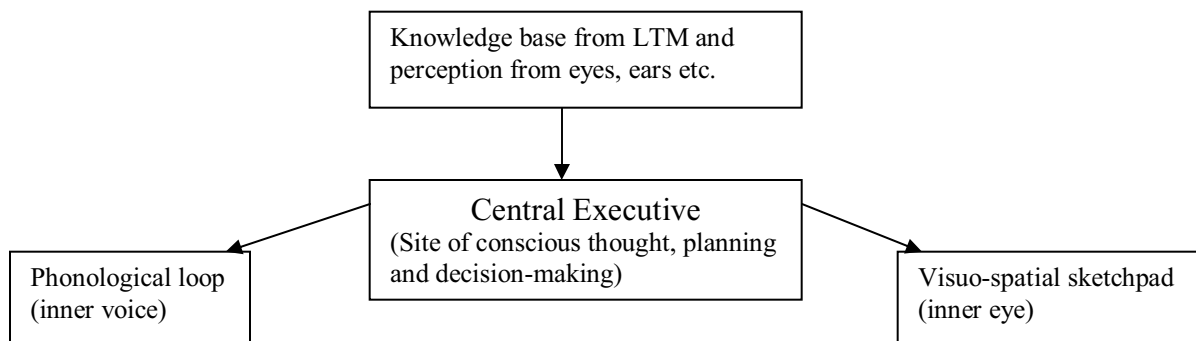 Knowledge base from LTM and
perception from eyes, ears etc.
Central Executive
(Site of conscious thought, planning
and decision-making)
Phonological loop
(inner voice)
Visuo-spatial sketchpad
(inner eye)